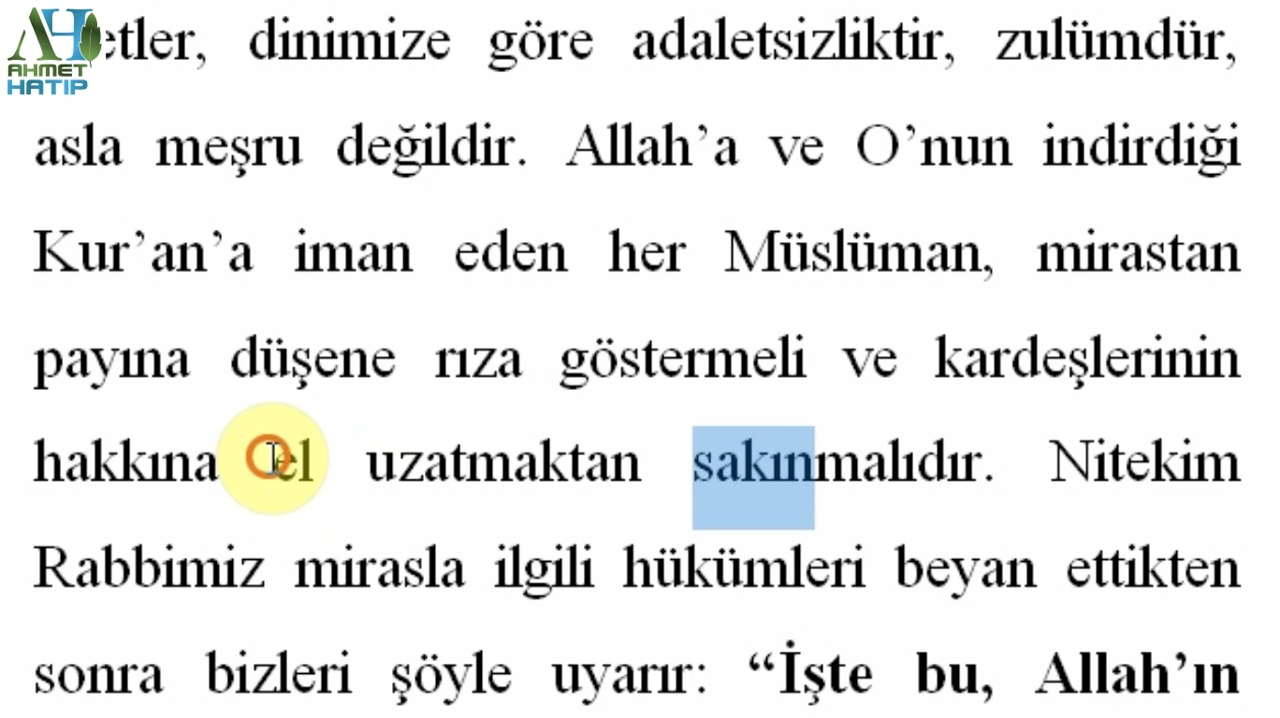 AHMET
HATIP
etler, dinimize göre adaletsizliktir, zulümdür,
asla meşru değildir. Allah’a ve O’nun indirdiği
Kur’an’a iman eden her Müslüman, mirastan
payına düşene rıza göstermeli ve kardeşlerinin
hakkına el uzatmaktan sakınmalıdır. Nitekim
Rabbimiz mirasla ilgili hükümleri beyan ettikten
sonra bizleri şöyle uyarır: “İşte bu, Allah’ın